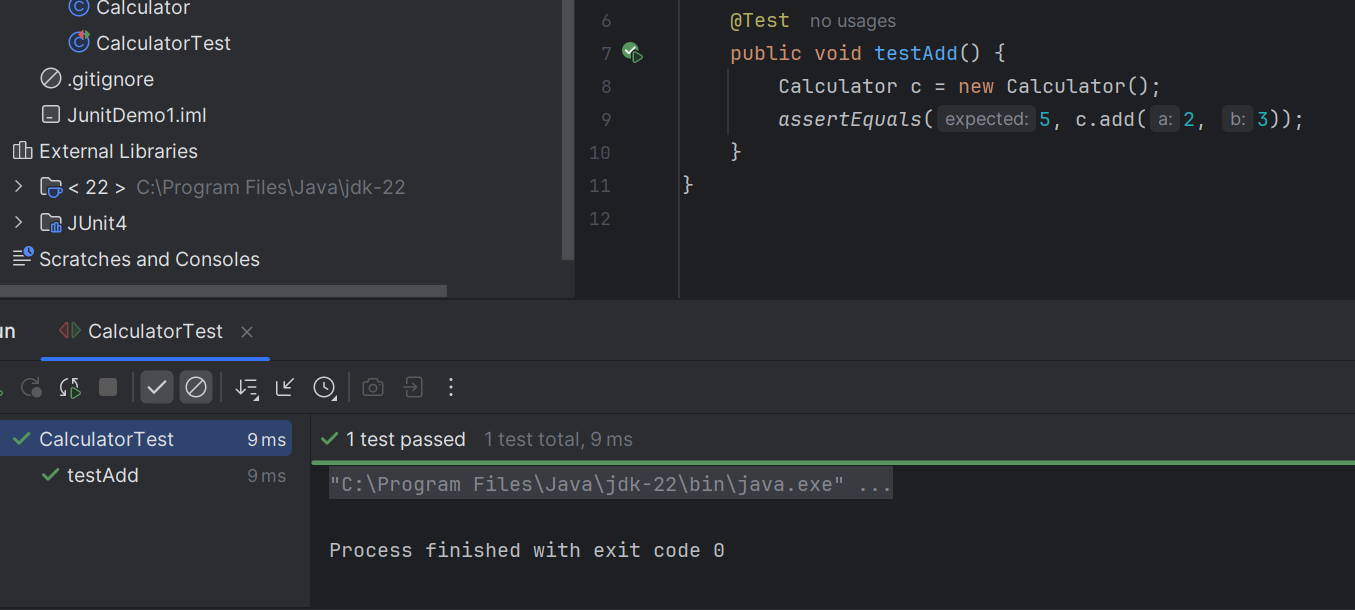 Calculator
CalculatorTest
.gitignore
JunitDemo1.iml
External Libraries
< 22 > C:\Program Files\Java\jdk-22
JUnit4
Scratches and Consoles
6 @Test no usages
7 public void testAdd() {
8 Calculator c = new Calculator();
9 assertEquals( expected: 5, c.add( a: 2, b: 3));
10 }
11 }
12
un CalculatorTest
CalculatorTest 9 ms
testAdd 9 ms
1 test passed 1 test total, 9 ms
"C:\Program Files\Java\jdk-22\bin\java.exe" ...
Process finished with exit code 0